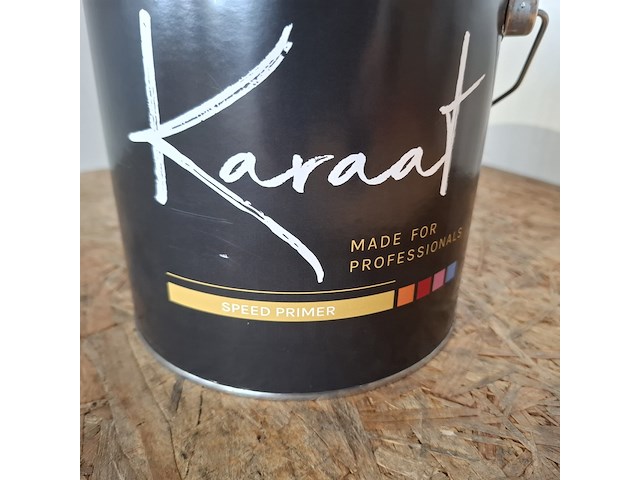 Karaat
MADE FOR
PROFESSIONALS
SPEED PRIMER